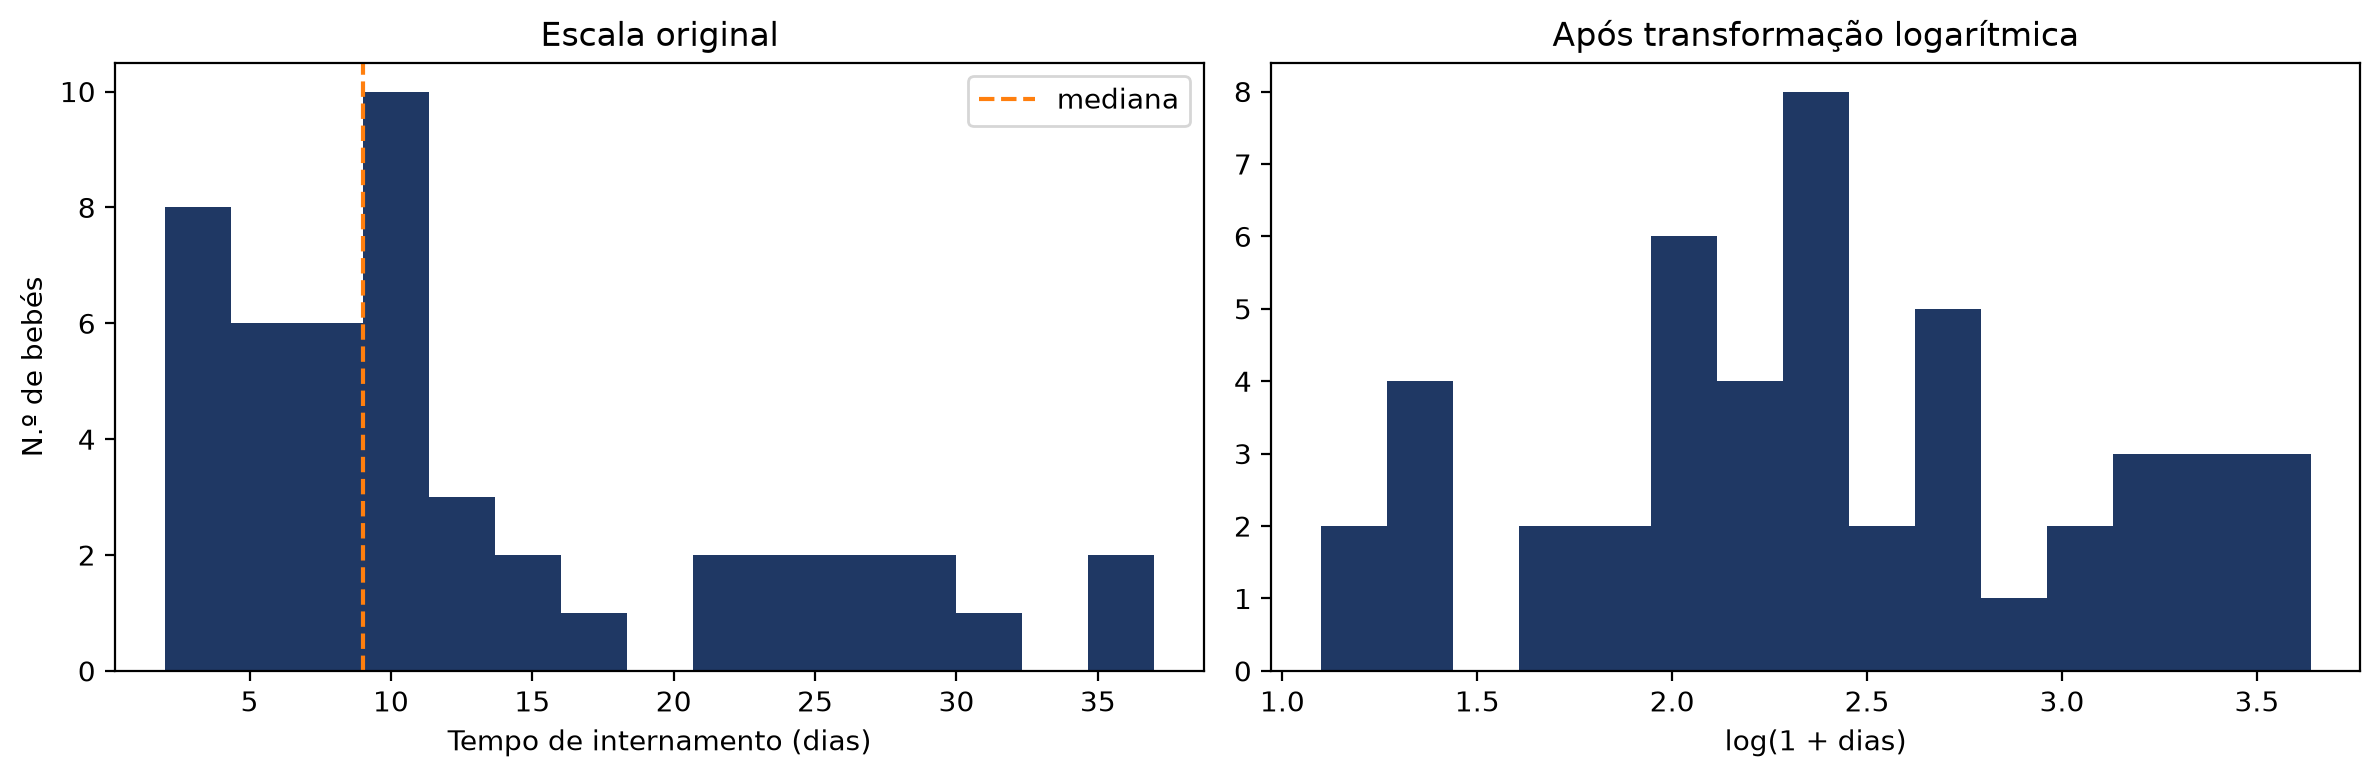 Escala original
mediana
10
8
6
4
2
0
N.º de bebés
5 10 15 20 25 30 35
Tempo de internamento (dias)
Após transformação logarítmica
8
7
6
5
4
3
2
1
0
1.0 1.5 2.0 2.5 3.0 3.5
log(1 + dias)